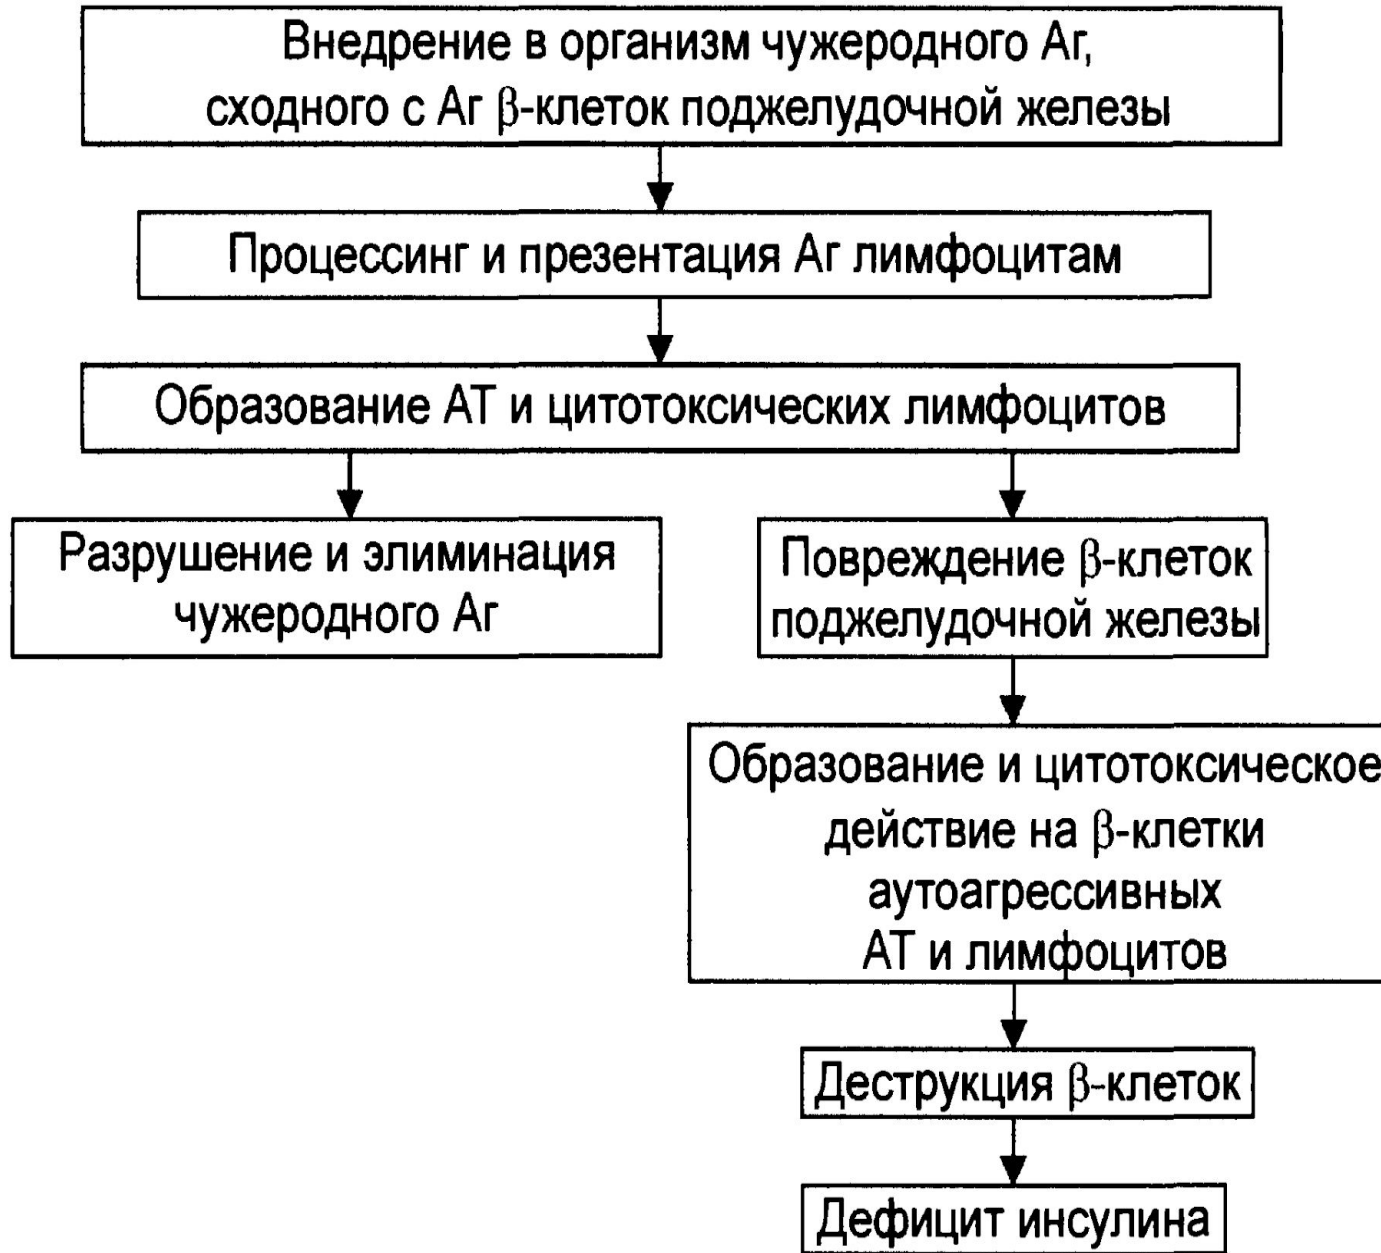 Внедрение в организм чужеродного Аг,
сходного с Аг β-клеток поджелудочной железы
Процессинг и презентация Аг лимфоцитам
Образование АТ и цитотоксических лимфоцитов
Разрушение и элиминация
чужеродного Аг
Повреждение β-клеток
поджелудочной железы
Образование и цитотоксическое
действие на β-клетки
аутоагрессивных
АТ и лимфоцитов
Деструкция β-клеток
Дефицит инсулина